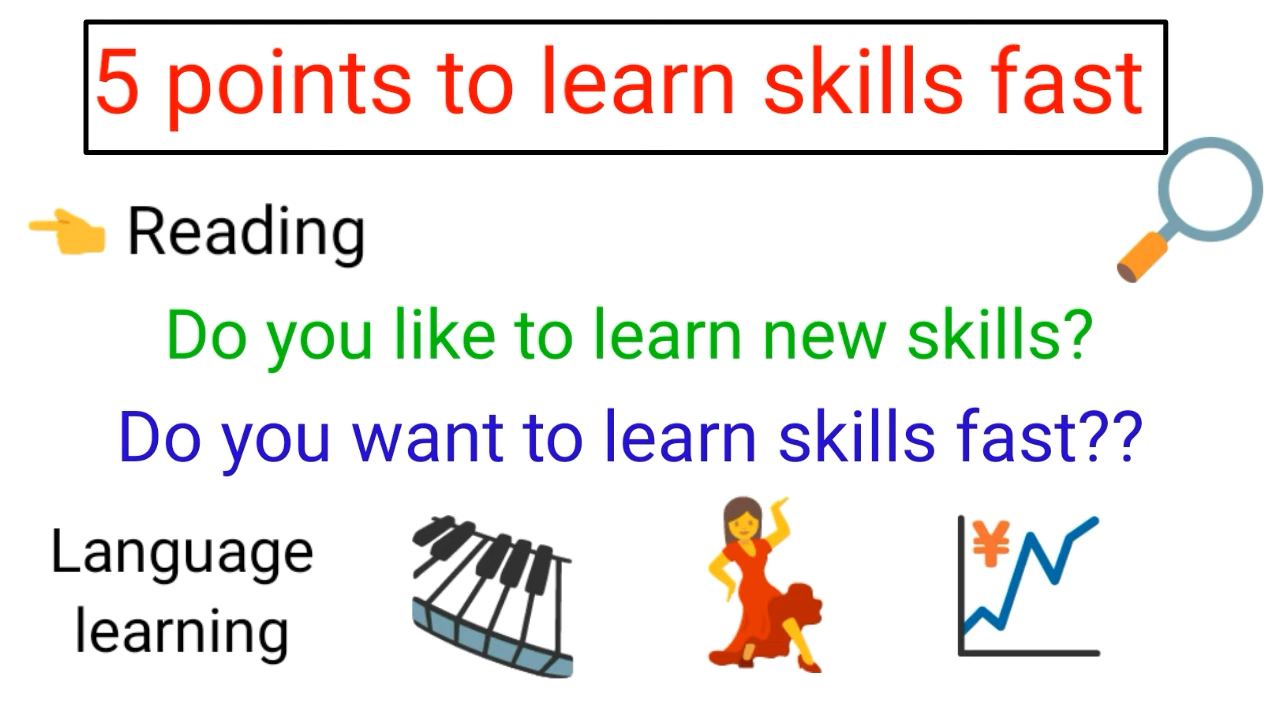 5 points to learn skills fast
Reading
Do you like to learn new skills?
Do you want to learn skills fast??
Language
learning
¥